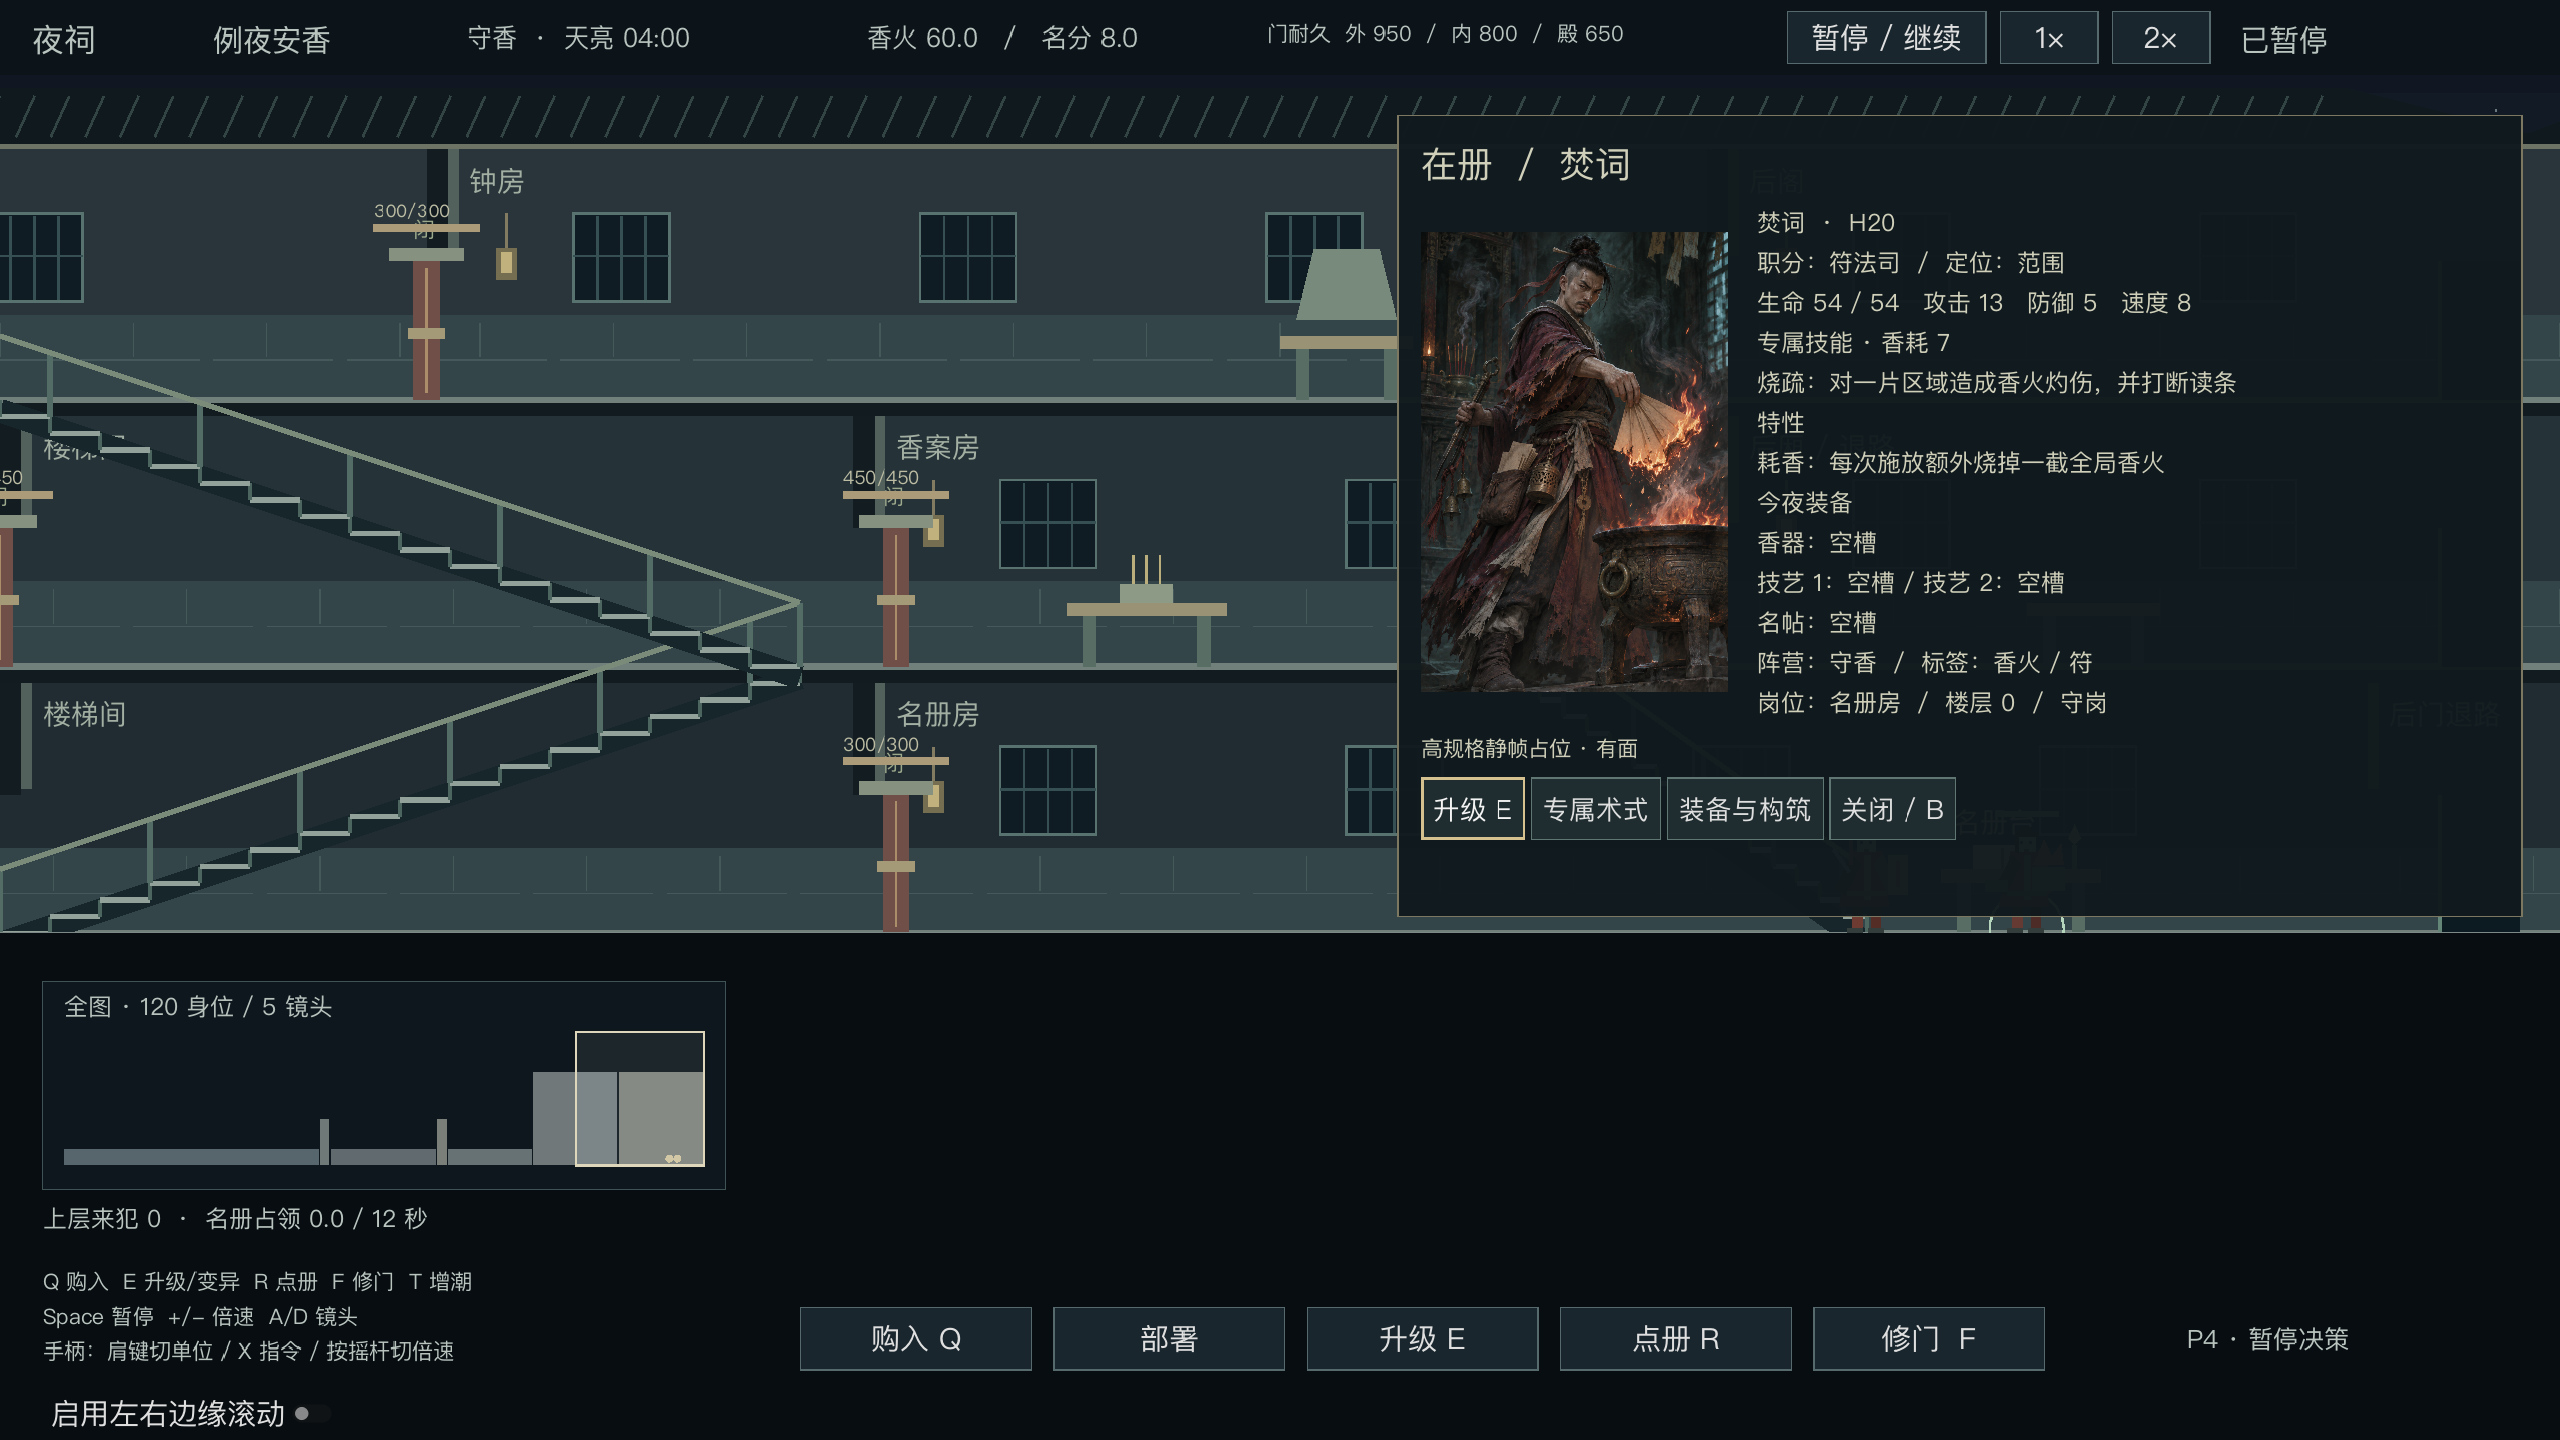 夜祠
例夜安香
守香 · 天亮 04:00
香火 60.0 / 名分 8.0
门耐久 外 950 / 内 800 / 殿 650
暂停 / 继续
1×
2×
已暂停
钟房
300/300
闭
楼梯间
香案房
450/450
闭
楼梯间
名册房
300/300
闭
在册 / 焚词
焚词 · H20
职分：符法司 / 定位：范围
生命 54 / 54 攻击 13 防御 5 速度 8
专属技能 · 香耗 7
烧疏：对一片区域造成香火灼伤，并打断读条
特性
耗香：每次施放额外烧掉一截全局香火
今夜装备
香器：空槽
技艺 1：空槽 / 技艺 2：空槽
名帖：空槽
阵营：守香 / 标签：香火 / 符
岗位：名册房 / 楼层 0 / 守岗
高规格静帧占位 · 有面
升级 E
专属术式
装备与构筑
关闭 / B
后门退路
全图 · 120 身位 / 5 镜头
上层来犯 0 · 名册占领 0.0 / 12 秒
Q 购入 E 升级/变异 R 点册 F 修门 T 增潮
Space 暂停 +/− 倍速 A/D 镜头
手柄：肩键切单位 / X 指令 / 按摇杆切倍速
启用左右边缘滚动
购入 Q
部署
升级 E
点册 R
修门 F
P4 · 暂停决策